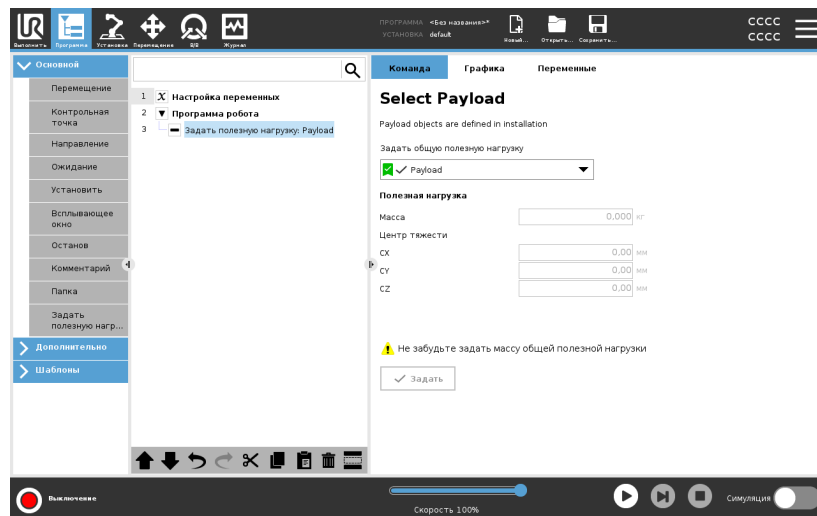 ПРОГРАММА <Без названия>*
УСТАНОВКА default
Выполнить
Программа
Установка
Перемещение
В/В
Журнал
Новый...
Открыть...
Сохранить...
CCCC
CCCC
Основной
Перемещение
Контрольная
точка
Направление
Ожидание
Установить
Всплывающее
окно
Останов
Комментарий
Папка
Задать
полезную нагр...
Дополнительно
Шаблоны
1 X Настройка переменных
2 Программа робота
3 Задать полезную нагрузку: Payload
Команда
Графика
Переменные
Select Payload
Payload objects are defined in installation
Задать общую полезную нагрузку
Payload
Полезная нагрузка
Масса 0.000 кг
Центр тяжести
CX 0,00 мм
CY 0,00 мм
CZ 0,00 мм
Не забудьте задать массу общей полезной нагрузки
Задать
Выключение
Скорость 100%
Симуляция